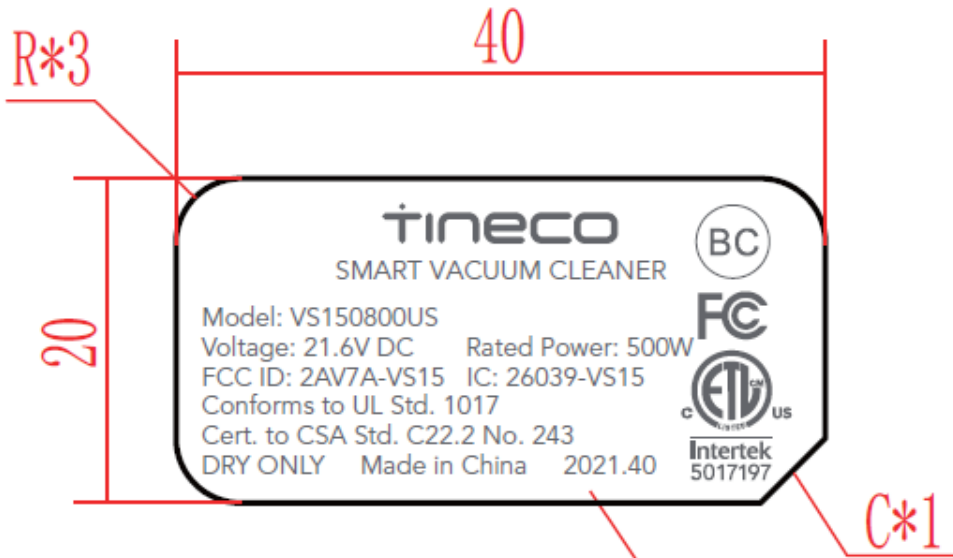 40
R*3
20
tineco
BC
SMART VACUUM CLEANER
Model: VS150800US
FC
Voltage: 21.6V DC Rated Power: 500W
FCC ID: 2AV7A-VS15 IC: 26039-VS15
Conforms to UL Std. 1017
C ETL CM US
LISTED
Cert. to CSA Std. C22.2 No. 243
Intertek
DRY ONLY Made in China 2021.40
5017197
C*1